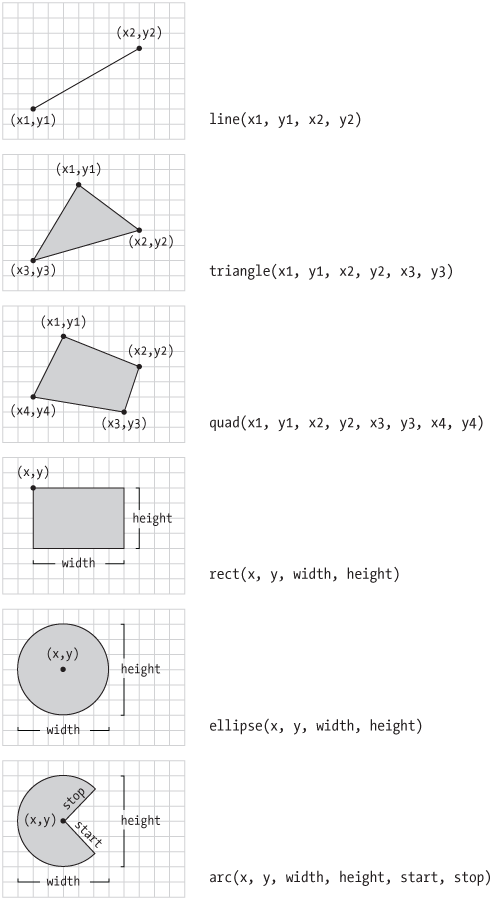 (x2,y2)
(x1,y1)
line(x1, y1, x2, y2)
(x1,y1)
(x2,y2)
(x3,y3)
triangle(x1, y1, x2, y2, x3, y3)
(x1,y1)
(x2,y2)
(x4,y4)
(x3,y3)
quad(x1, y1, x2, y2, x3, y3, x4, y4)
(x,y)
height
width
rect(x, y, width, height)
(x,y)
height
width
ellipse(x, y, width, height)
stop
(x,y)
height
start
width
arc(x, y, width, height, start, stop)